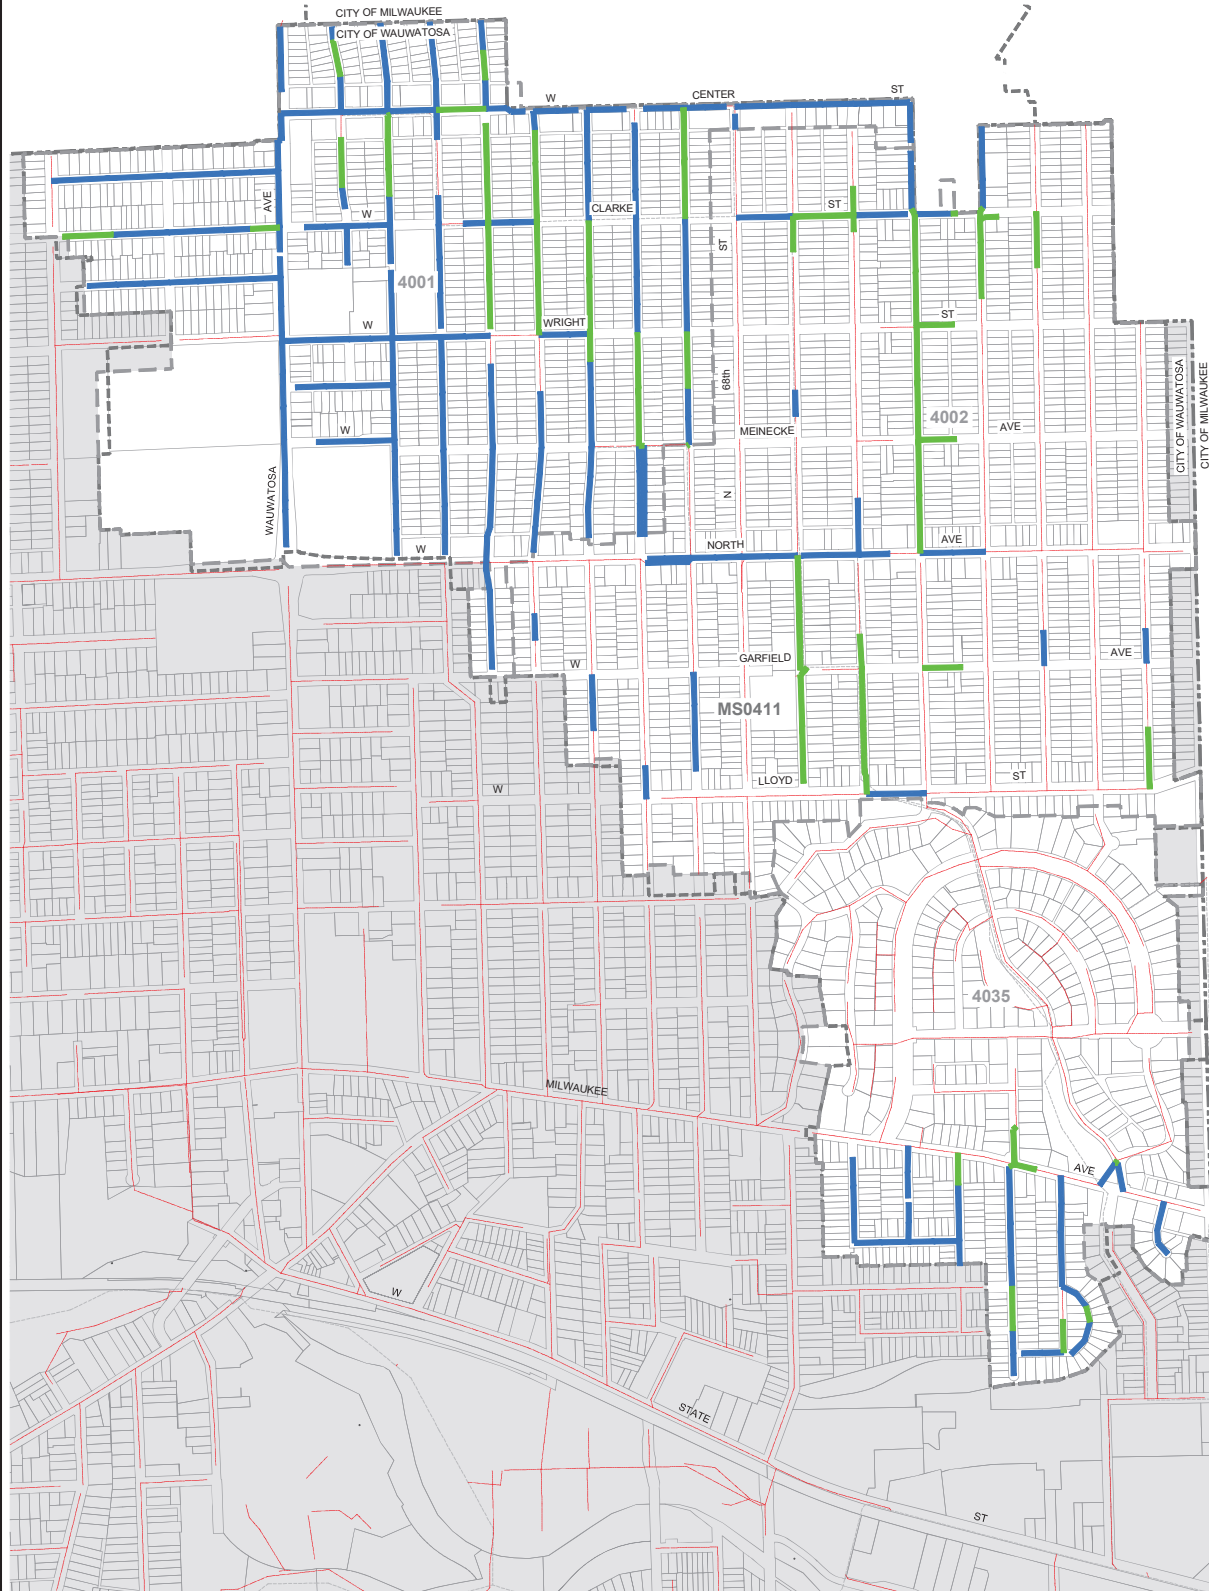 CITY OF MILWAUKEE
CITY OF WAUWATOSA
W CENTER ST
AVE
W CLARKE ST
ST
4001
W WRIGHT ST
68th
4002
CITY OF WAUWATOSA
CITY OF MILWAUKEE
W MEINECKE AVE
WAUWATOSA
N
W NORTH AVE
W GARFIELD AVE
MS0411
W LLOYD ST
4035
MILWAUKEE AVE
W STATE ST